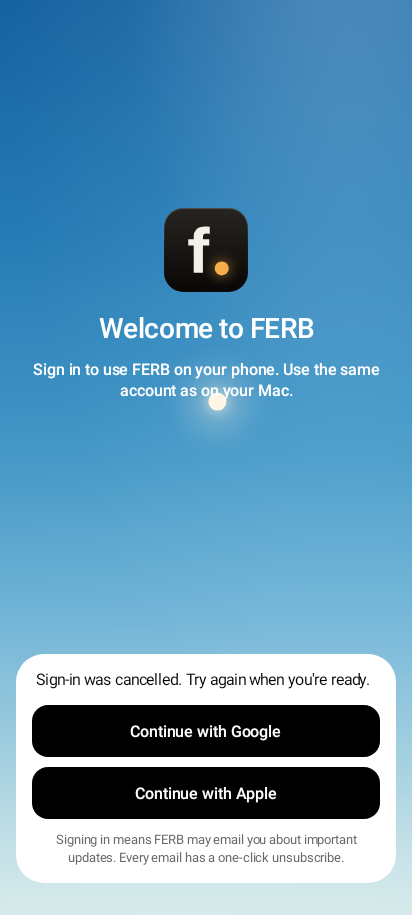 f.
Welcome to FERB
Sign in to use FERB on your phone. Use the same
account as on your Mac.
Sign-in was cancelled. Try again when you're ready.
Continue with Google
Continue with Apple
Signing in means FERB may email you about important
updates. Every email has a one-click unsubscribe.